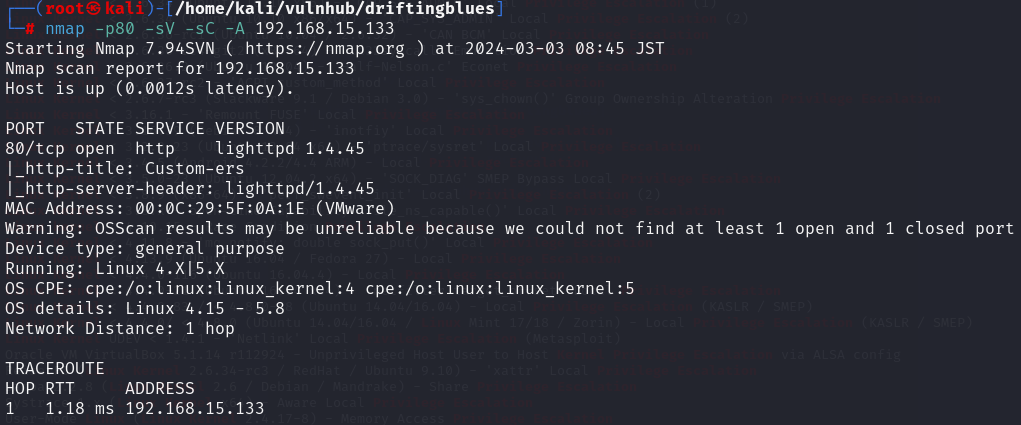 ┌──(root㉿kali)-[/home/kali/vulnhub/driftingblues]
└─# nmap -p80 -sV -sC -A 192.168.15.133
Starting Nmap 7.94SVN ( https://nmap.org ) at 2024-03-03 08:45 JST
Nmap scan report for 192.168.15.133
Host is up (0.0012s latency).

PORT   STATE SERVICE VERSION
80/tcp open  http    lighttpd 1.4.45
|_http-title: Custom-ers
|_http-server-header: lighttpd/1.4.45
MAC Address: 00:0C:29:5F:0A:1E (VMware)
Warning: OSScan results may be unreliable because we could not find at least 1 open and 1 closed port
Device type: general purpose
Running: Linux 4.X|5.X
OS CPE: cpe:/o:linux:linux_kernel:4 cpe:/o:linux:linux_kernel:5
OS details: Linux 4.15 - 5.8
Network Distance: 1 hop

TRACEROUTE
HOP RTT     ADDRESS
1   1.18 ms 192.168.15.133